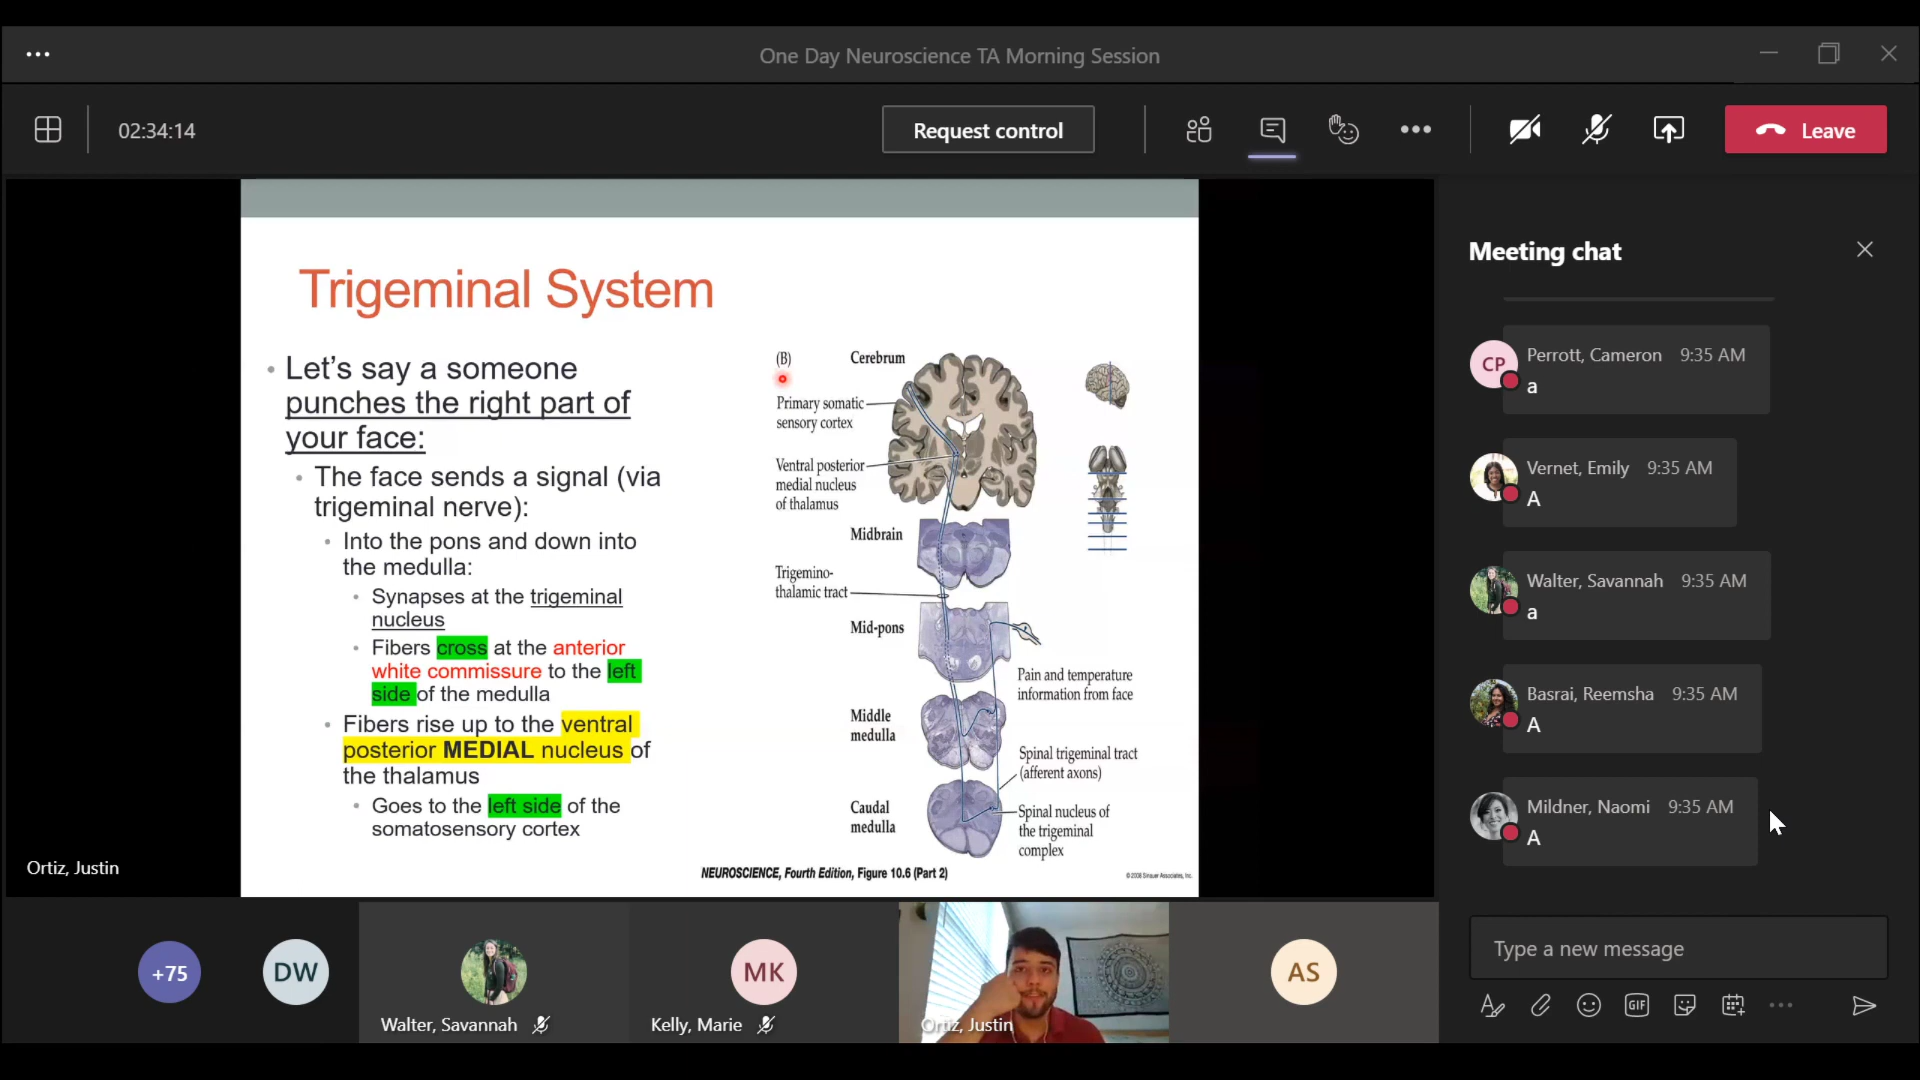 One Day Neuroscience TA Morning Session
02:34:14
Request control
Leave
Trigeminal System
Let's say a someone
punches the right part of
your face:
The face sends a signal (via
trigeminal nerve):
Into the pons and down into
the medulla:
Synapses at the trigeminal
nucleus
Fibers cross at the anterior
white commissure to the left
side of the medulla
Fibers rise up to the ventral
posterior MEDIAL nucleus of
the thalamus
Goes to the left side of the
somatosensory cortex
(B)
Cerebrum
Primary somatic
sensory cortex
Ventral posterior
medial nucleus
of thalamus
Midbrain
Trigemino-
thalamic tract
Mid-pons
Pain and temperature
information from face
Middle
medulla
Spinal trigeminal tract
(afferent axons)
Caudal
medulla
Spinal nucleus of
the trigeminal
complex
NEUROSCIENCE, Fourth Edition, Figure 10.6 (Part 2)
© 2008 Sinauer Associates, Inc.
Ortiz, Justin
+75
DW
Walter, Savannah
MK
Kelly, Marie
Ortiz, Justin
AS
Meeting chat
CP
Perrott, Cameron 9:35 AM
a
Vernet, Emily 9:35 AM
A
Walter, Savannah 9:35 AM
a
Basrai, Reemsha 9:35 AM
A
Mildner, Naomi 9:35 AM
A
Type a new message
GIF